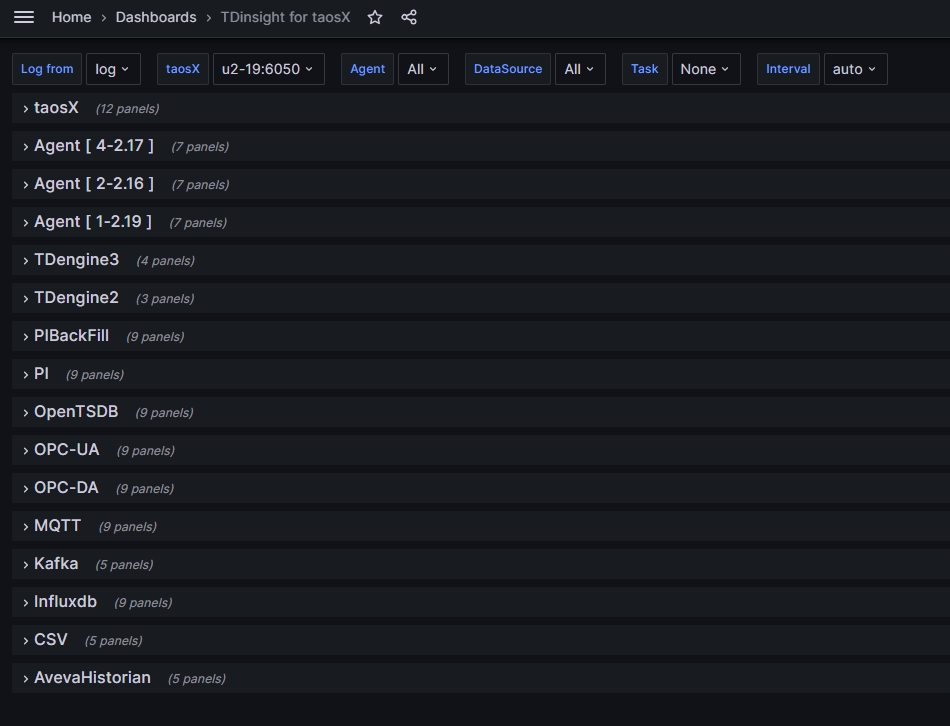 Home › Dashboards › TDinsight for taosX
Log from log taosX u2-19:6050 Agent All DataSource All Task None Interval auto
taosX (12 panels)
Agent [ 4-2.17 ] (7 panels)
Agent [ 2-2.16 ] (7 panels)
Agent [ 1-2.19 ] (7 panels)
TDengine3 (4 panels)
TDengine2 (3 panels)
PIBackFill (9 panels)
PI (9 panels)
OpenTSDB (9 panels)
OPC-UA (9 panels)
OPC-DA (9 panels)
MQTT (9 panels)
Kafka (5 panels)
Influxdb (9 panels)
CSV (5 panels)
AvevaHistorian (5 panels)